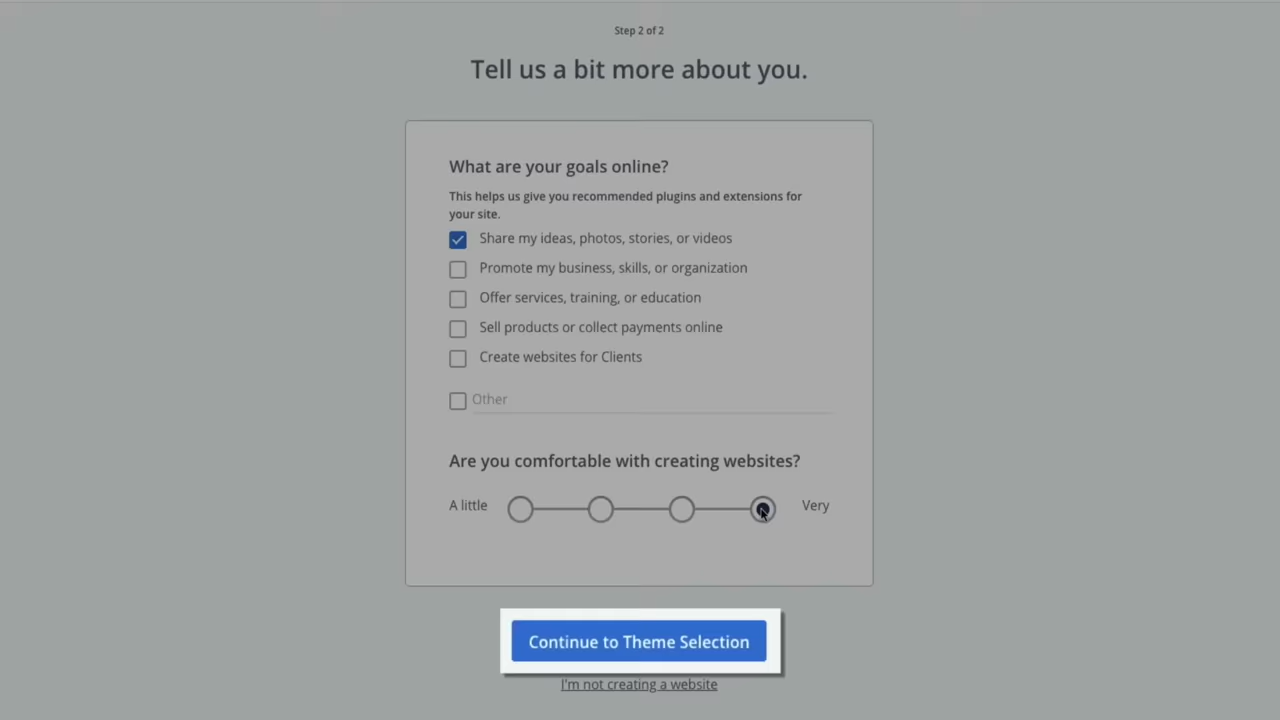 Step 2 of 2
Tell us a bit more about you.
What are your goals online?
This helps us give you recommended plugins and extensions for
your site.
Share my ideas, photos, stories, or videos
Promote my business, skills, or organization
Offer services, training, or education
Sell products or collect payments online
Create websites for Clients
Other
Are you comfortable with creating websites?
A little
Very
Continue to Theme Selection
I'm not creating a website